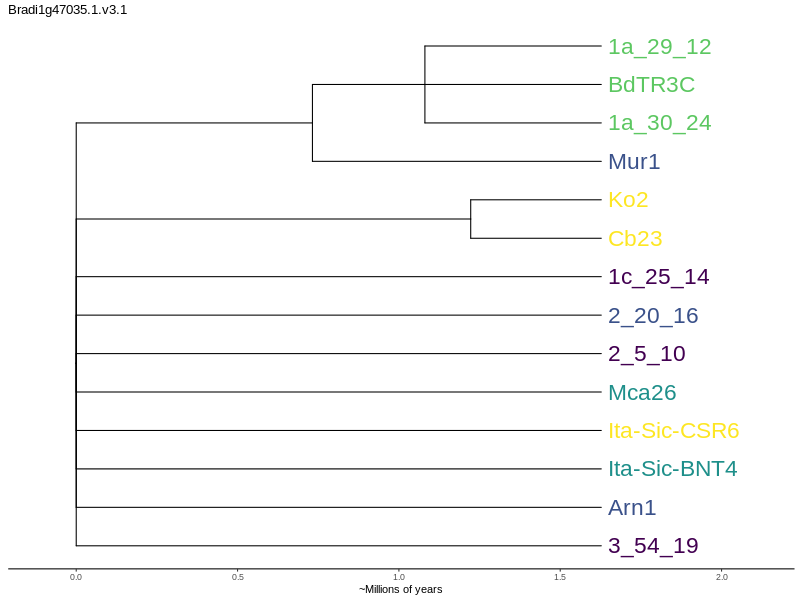 Bradi1g47035.1.v3.1
1a_29_12
BdTR3C
1a_30_24
Mur1
Ko2
Cb23
1c_25_14
2_20_16
2_5_10
Mca26
Ita-Sic-CSR6
Ita-Sic-BNT4
Arn1
3_54_19
0.0 0.5 1.0 1.5 2.0
~Millions of years